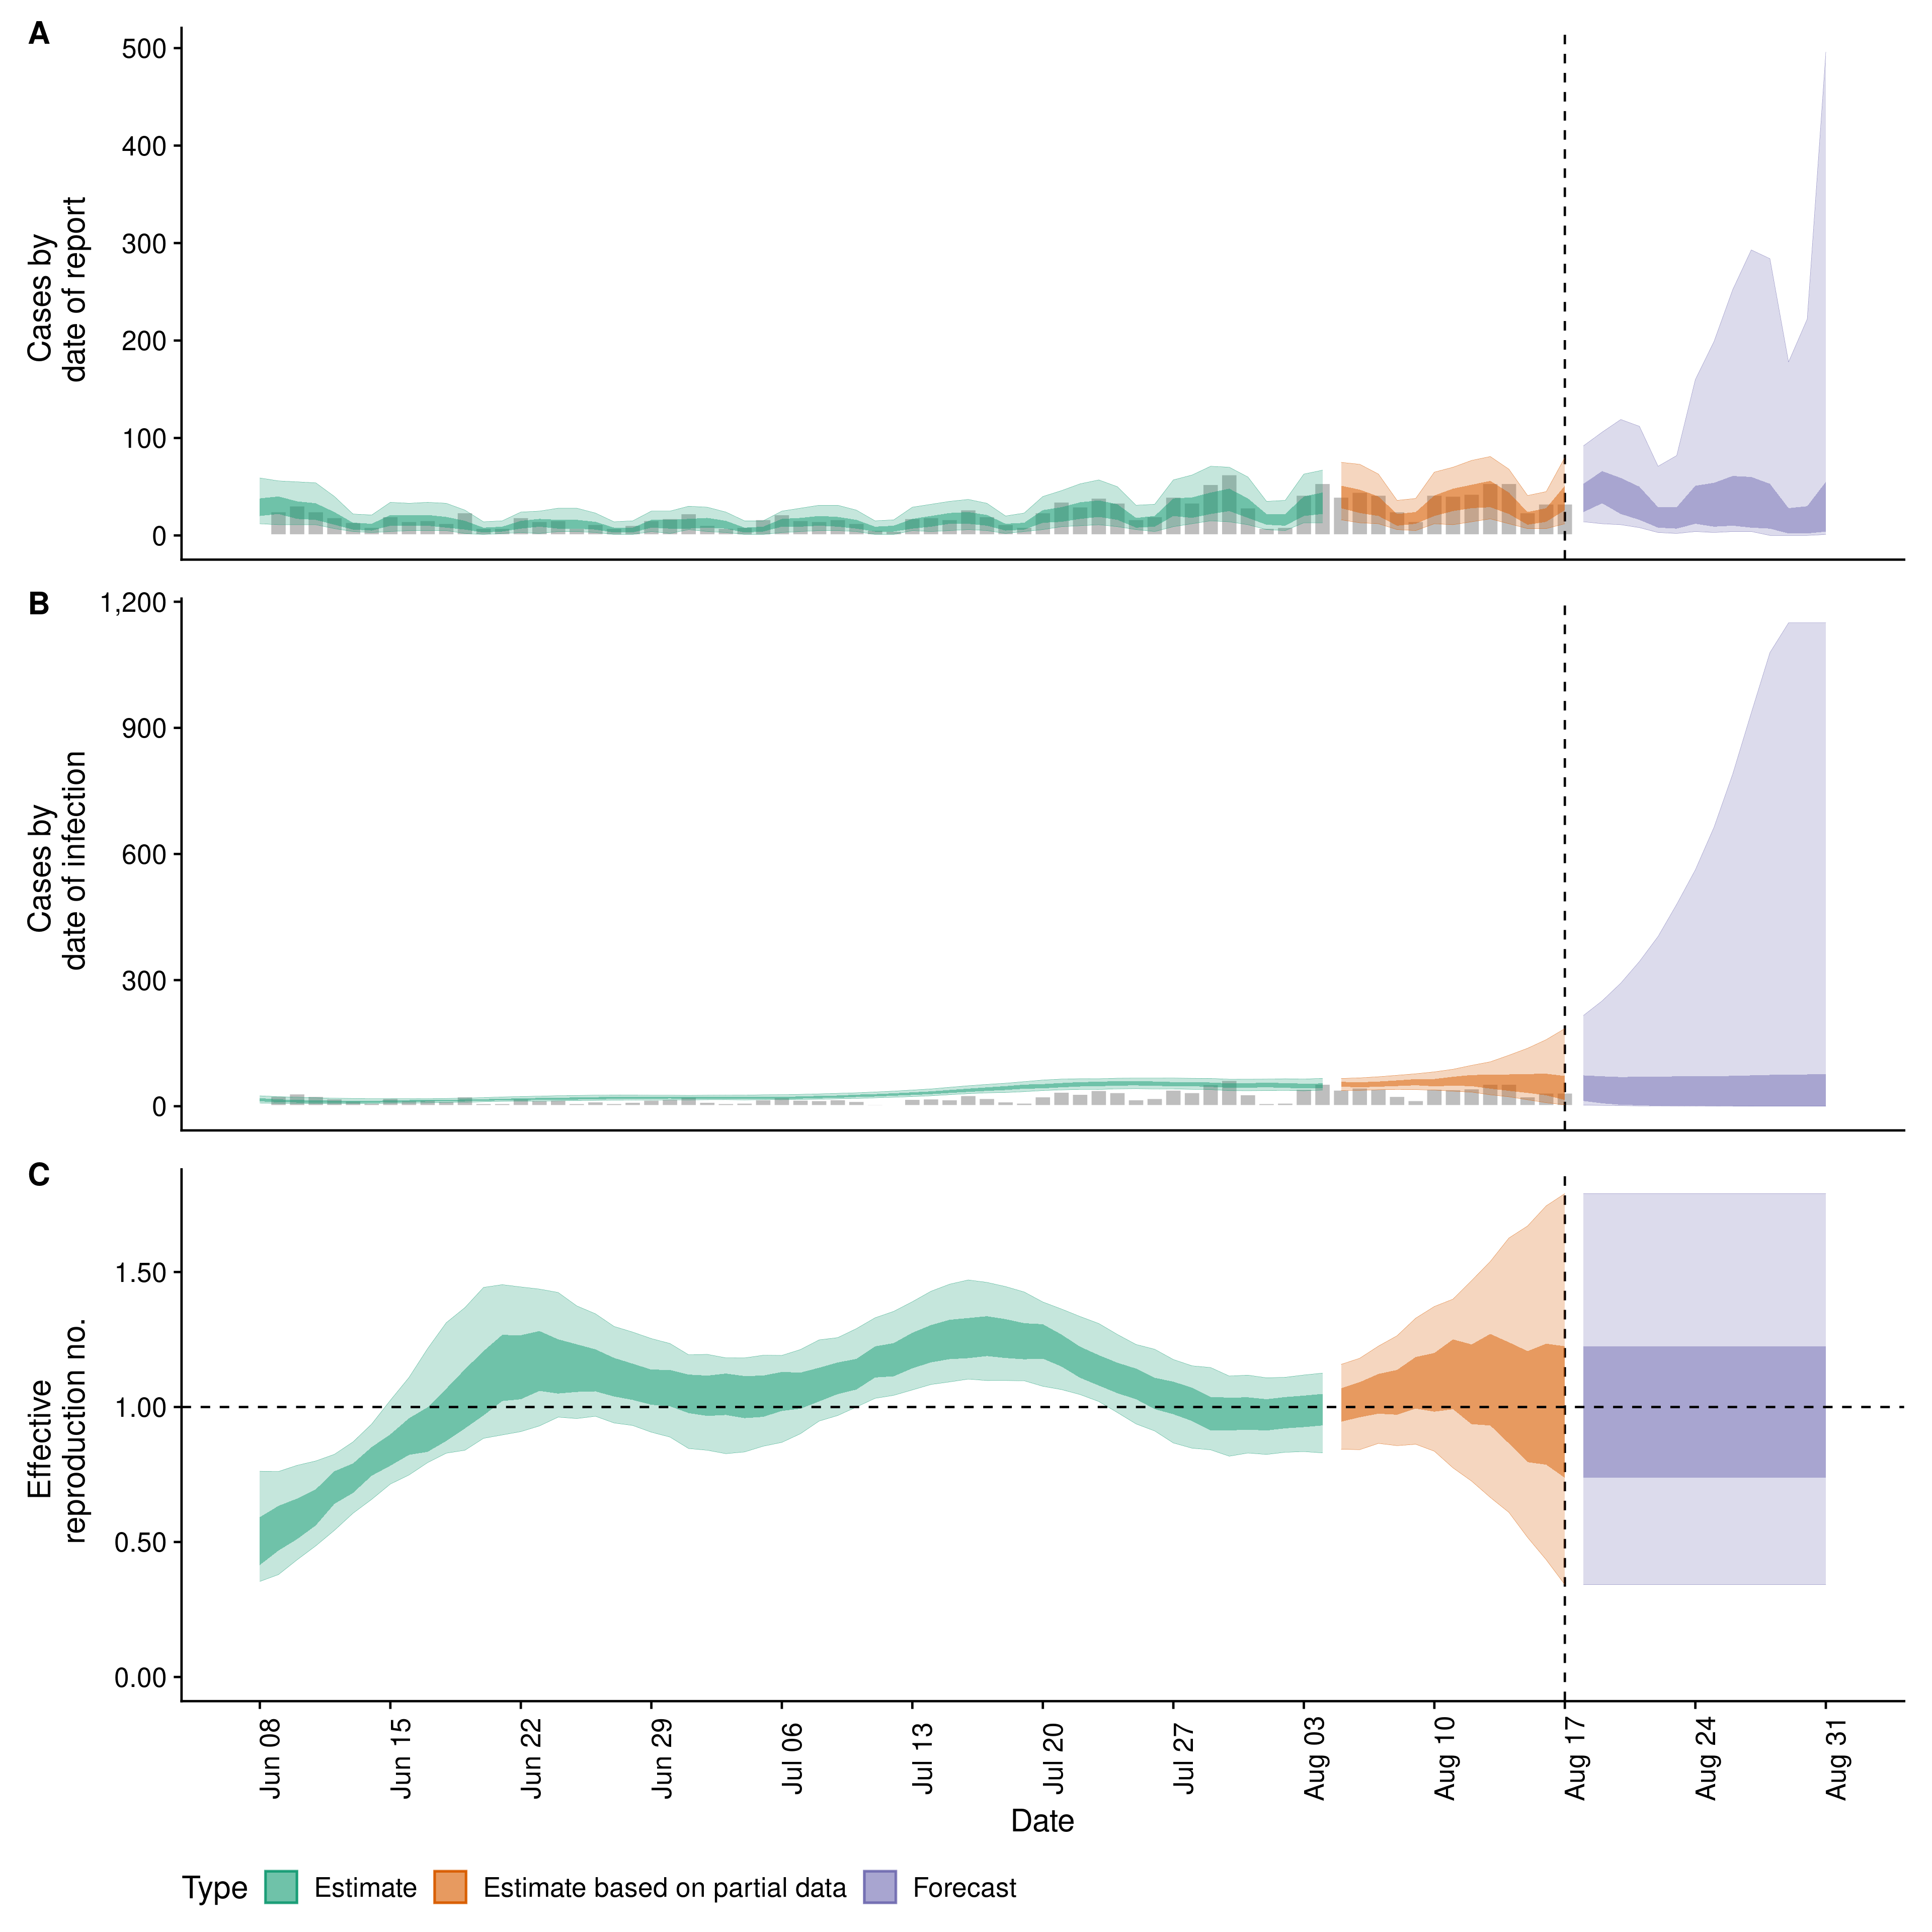 A
500
400
300
200
100
0
Cases by
date of report
B
1,200
900
600
300
0
Cases by
date of infection
C
1.50
1.00
0.50
0.00
Effective
reproduction no.
Jun 08
Jun 15
Jun 22
Jun 29
Jul 06
Jul 13
Jul 20
Jul 27
Aug 03
Aug 10
Aug 17
Aug 24
Aug 31
Date
Type Estimate Estimate based on partial data Forecast